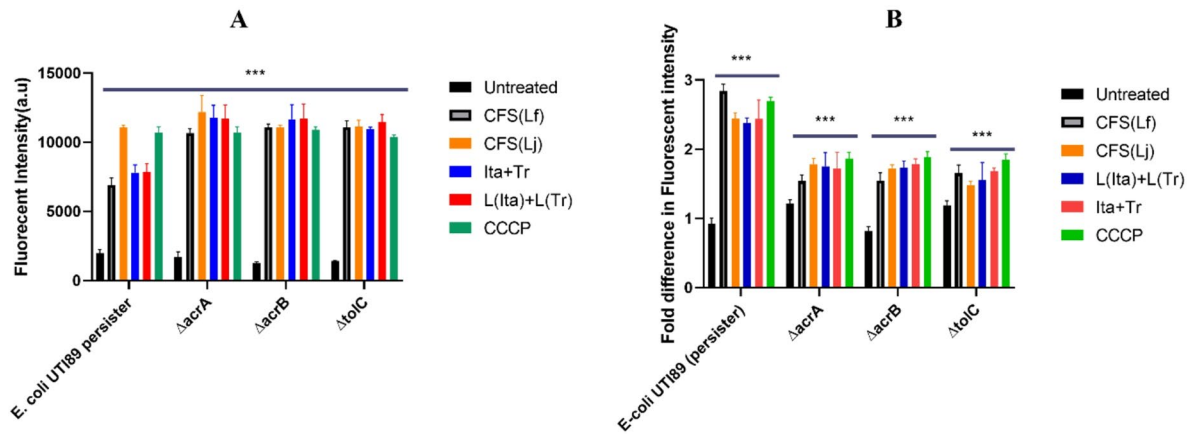 A
Fluorecent Intensity(a.u)
15000
10000
5000
0
***
E. coli UTI89 persister
ΔacrA
ΔacrB
ΔtolC
Untreated
CFS(Lf)
CFS(Lj)
Ita+Tr
L(Ita)+L(Tr)
CCCP
B
Fold difference in Fluorescent intensity
3
2
1
0
***
***
***
***
E-coli UTI89 (persister)
ΔacrA
ΔacrB
ΔtolC
Untreated
CFS(Lf)
CFS(Lj)
L(Ita)+L(Tr)
Ita+Tr
CCCP